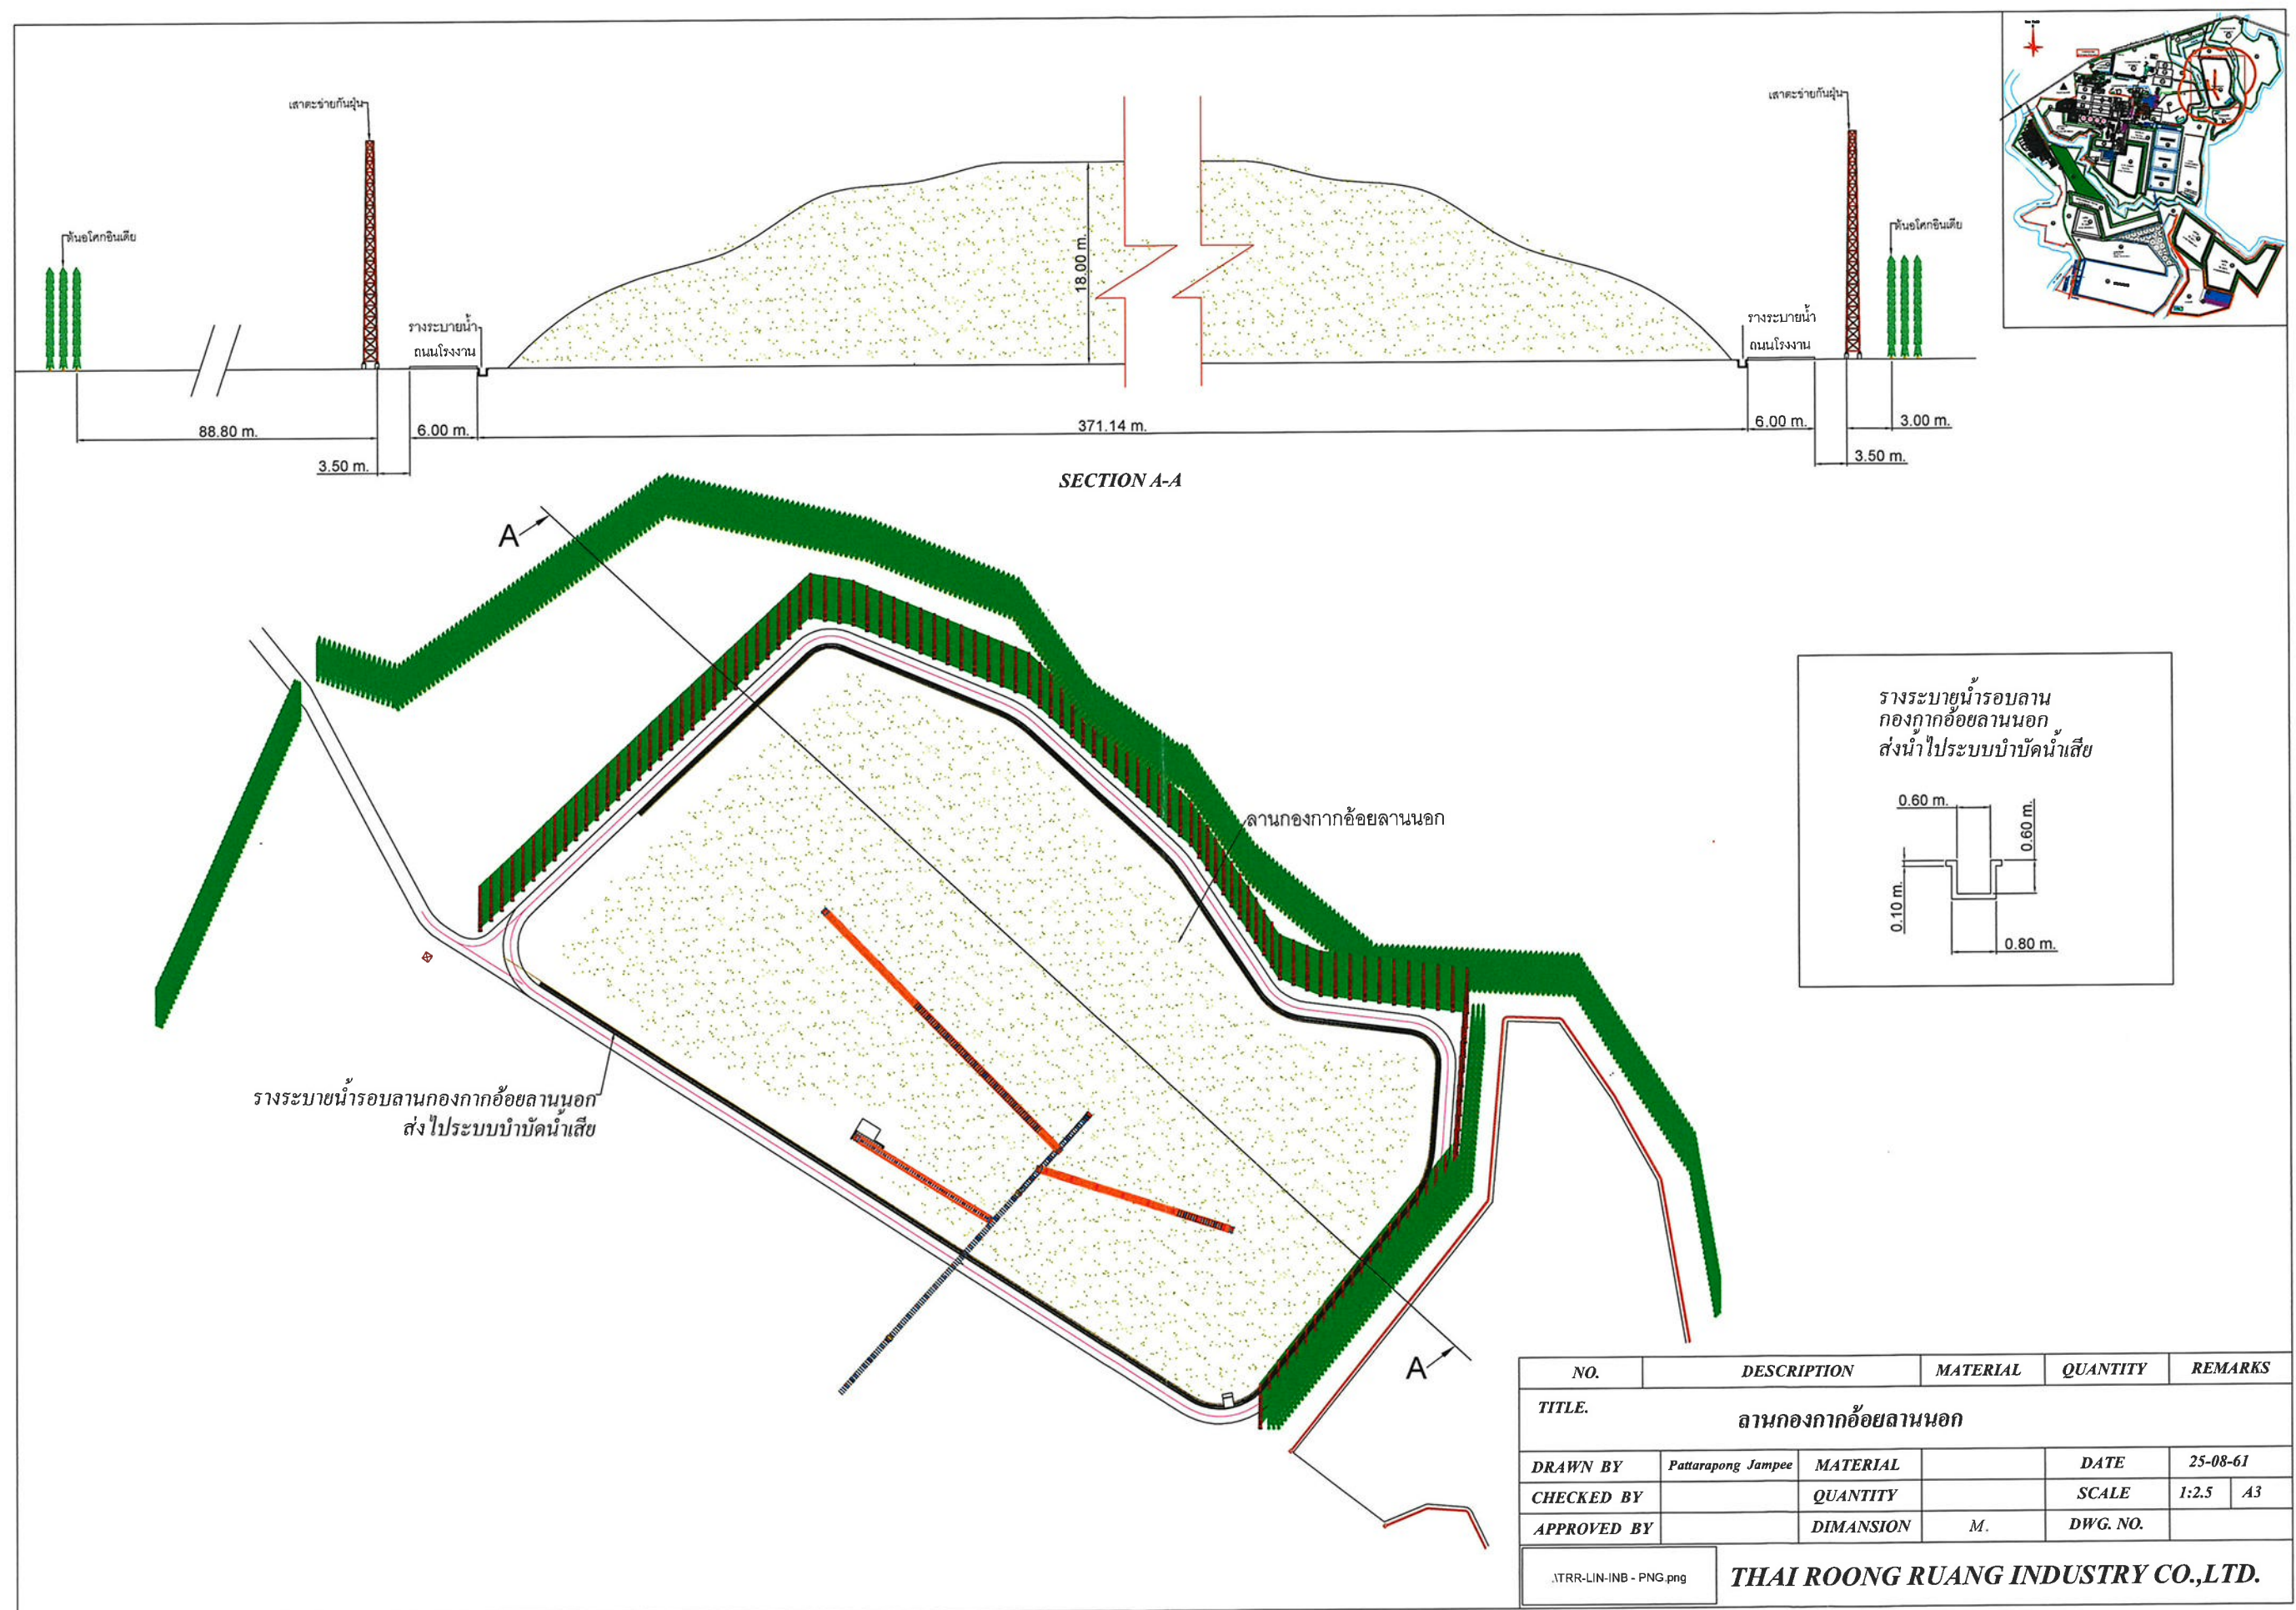 เสาตะข่ายกันฝุ่น
เสาตะข่ายกันฝุ่น
ต้นอโศกอินเดีย
ต้นอโศกอินเดีย
18.00 m.
รางระบายน้ำ
ถนนโรงงาน
รางระบายน้ำ
ถนนโรงงาน
88.80 m.
6.00 m.
371.14 m.
6.00 m.
3.00 m.
3.50 m.
3.50 m.
SECTION A-A
A
รางระบายน้ำรอบลาน
กองกากอ้อยลานนอก
ส่งน้ำไประบบบำบัดน้ำเสีย
0.60 m.
0.60 m.
0.10 m.
0.80 m.
ลานกองกากอ้อยลานนอก
รางระบายน้ำรอบลานกองกากอ้อยลานนอก
ส่งไประบบบำบัดน้ำเสีย
A
NO. DESCRIPTION MATERIAL QUANTITY REMARKS
TITLE. ลานกองกากอ้อยลานนอก
DRAWN BY Pattarapong Jampee MATERIAL DATE 25-08-61
CHECKED BY QUANTITY SCALE 1:2.5 A3
APPROVED BY DIMANSION M. DWG. NO.
.\TRR-LIN-INB - PNG.png THAI ROONG RUANG INDUSTRY CO.,LTD.